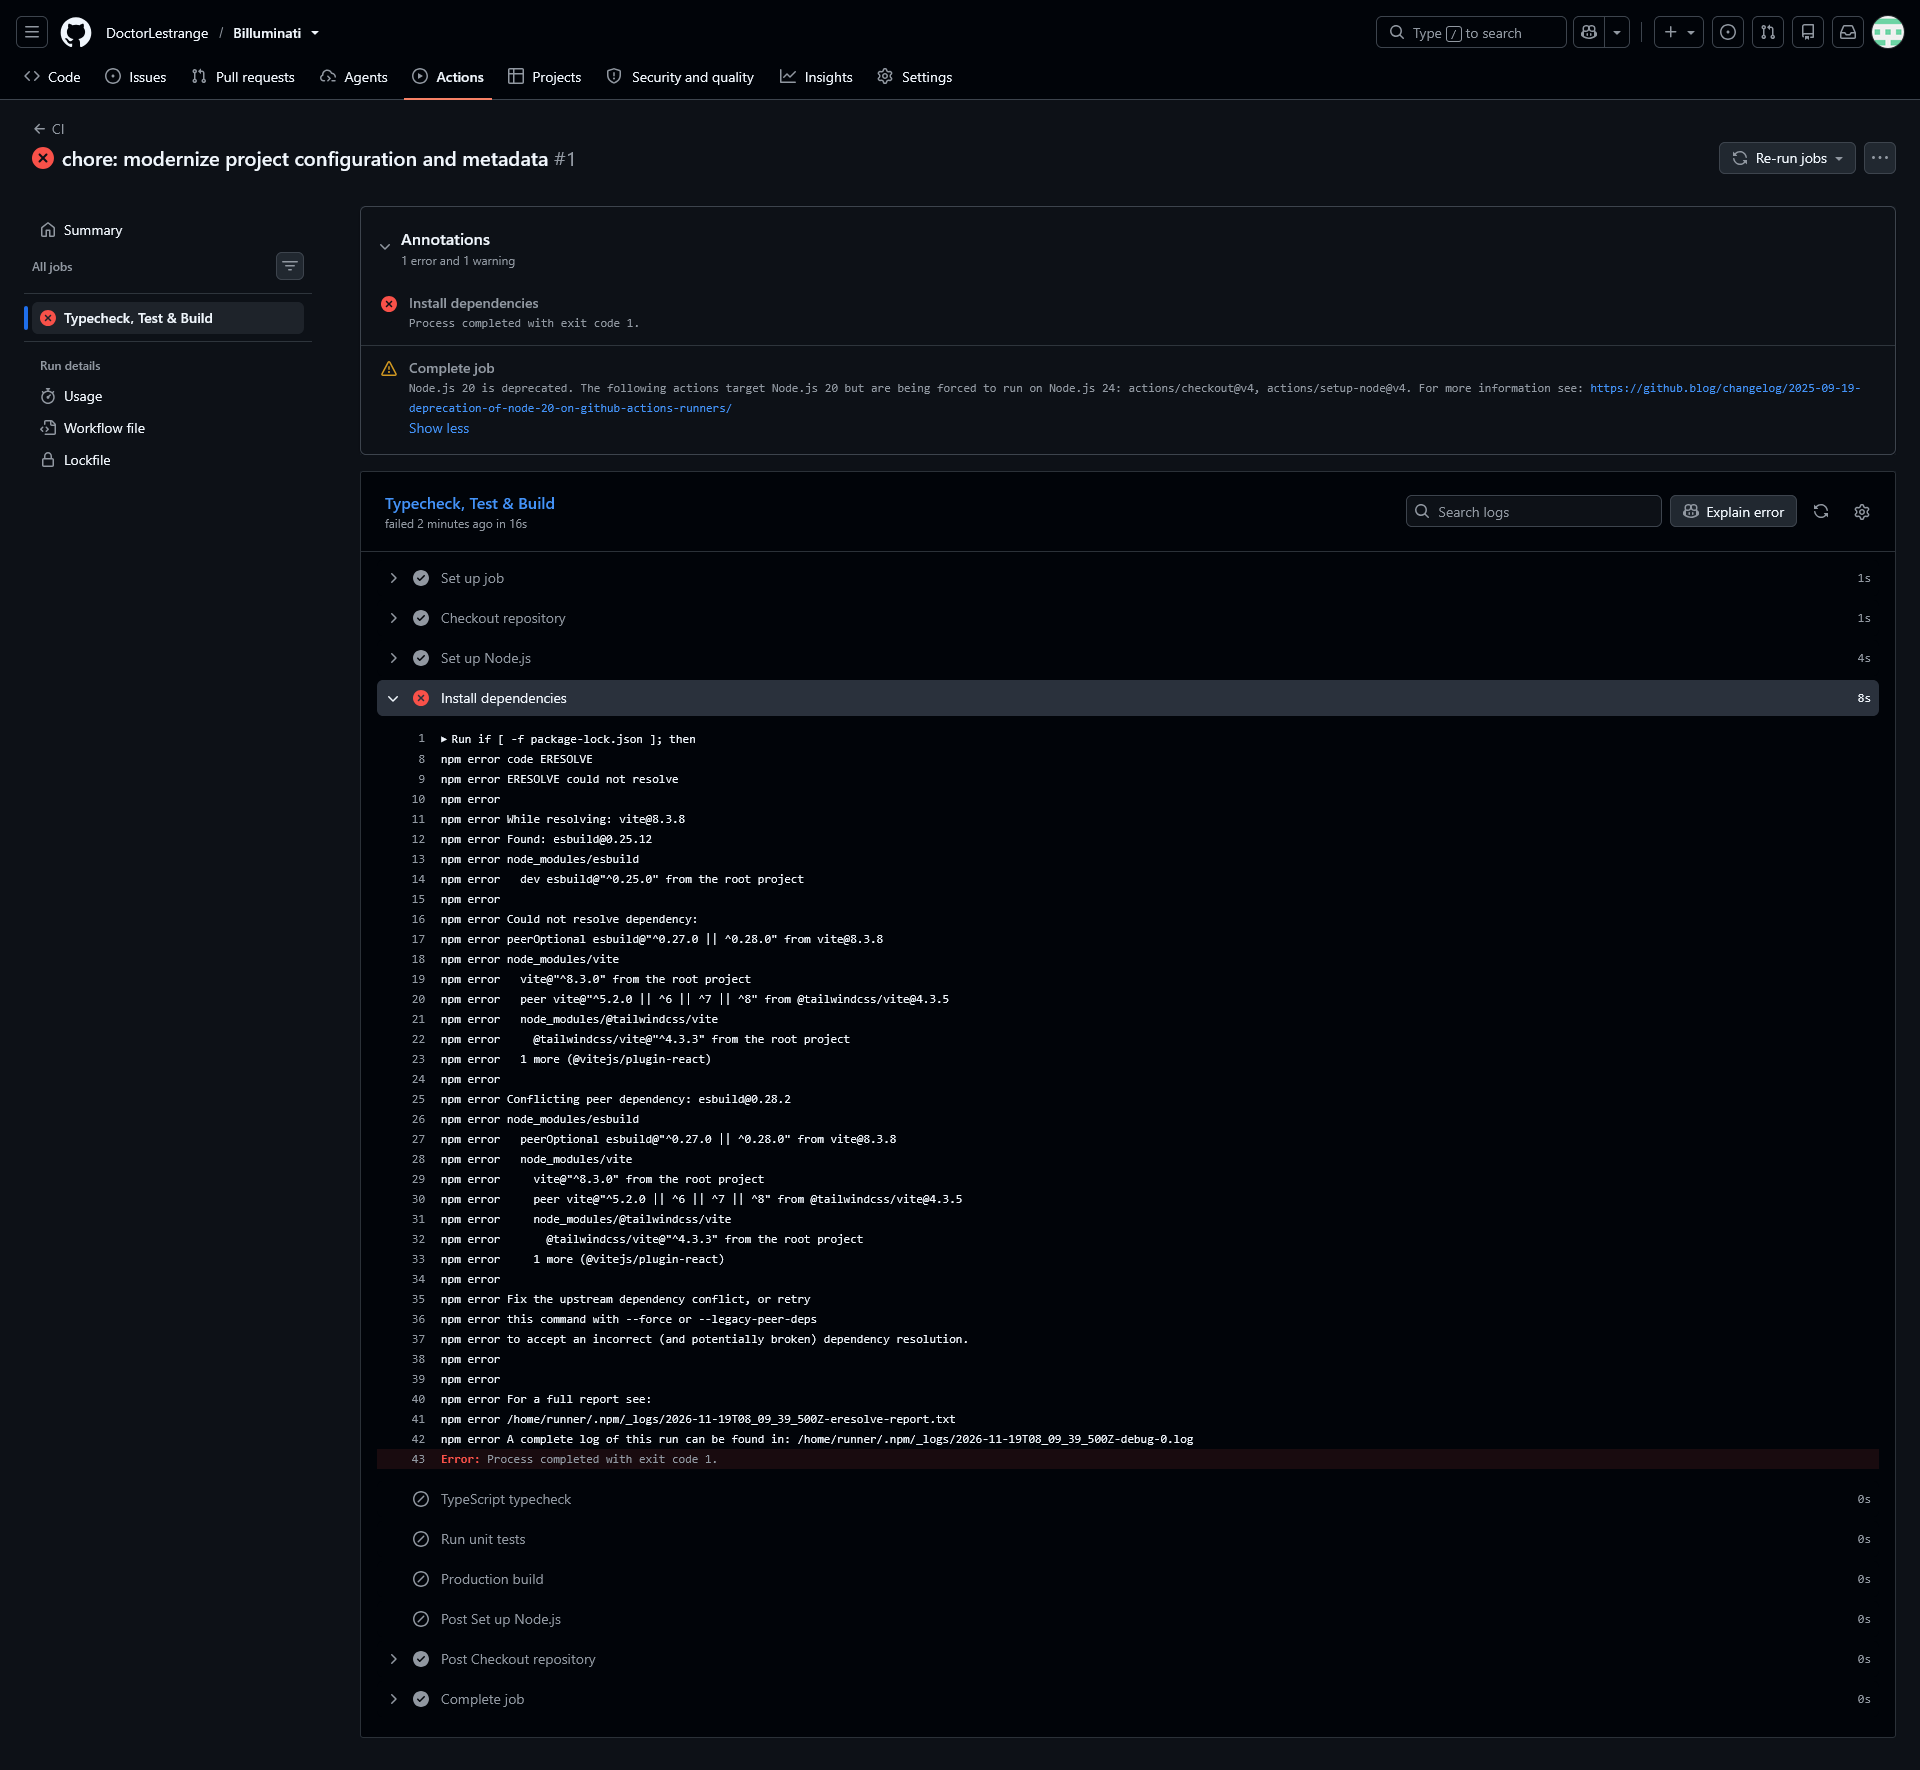 DoctorLestrange / Billuminati
Type / to search
Code Issues Pull requests Agents Actions Projects Security and quality Insights Settings
CI
chore: modernize project configuration and metadata #1
Re-run jobs
Summary
All jobs
Typecheck, Test & Build
Run details
Usage
Workflow file
Lockfile
Annotations
1 error and 1 warning
Install dependencies
Process completed with exit code 1.
Complete job
Node.js 20 is deprecated. The following actions target Node.js 20 but are being forced to run on Node.js 24: actions/checkout@v4, actions/setup-node@v4. For more information see: https://github.blog/changelog/2025-09-19-
deprecation-of-node-20-on-github-actions-runners/
Show less
Typecheck, Test & Build
failed 2 minutes ago in 16s
Search logs
Explain error
Set up job 1s
Checkout repository 1s
Set up Node.js 4s
Install dependencies 8s
1 Run if [ -f package-lock.json ]; then
8 npm error code ERESOLVE
9 npm error ERESOLVE could not resolve
10 npm error
11 npm error While resolving: vite@8.3.8
12 npm error Found: esbuild@0.25.12
13 npm error node_modules/esbuild
14 npm error   dev esbuild@"^0.25.0" from the root project
15 npm error
16 npm error Could not resolve dependency:
17 npm error peerOptional esbuild@"^0.27.0 || ^0.28.0" from vite@8.3.8
18 npm error node_modules/vite
19 npm error   vite@"^8.3.0" from the root project
20 npm error   peer vite@"^5.2.0 || ^6 || ^7 || ^8" from @tailwindcss/vite@4.3.5
21 npm error   node_modules/@tailwindcss/vite
22 npm error     @tailwindcss/vite@"^4.3.3" from the root project
23 npm error   1 more (@vitejs/plugin-react)
24 npm error
25 npm error Conflicting peer dependency: esbuild@0.28.2
26 npm error node_modules/esbuild
27 npm error   peerOptional esbuild@"^0.27.0 || ^0.28.0" from vite@8.3.8
28 npm error   node_modules/vite
29 npm error     vite@"^8.3.0" from the root project
30 npm error     peer vite@"^5.2.0 || ^6 || ^7 || ^8" from @tailwindcss/vite@4.3.5
31 npm error     node_modules/@tailwindcss/vite
32 npm error       @tailwindcss/vite@"^4.3.3" from the root project
33 npm error     1 more (@vitejs/plugin-react)
34 npm error
35 npm error Fix the upstream dependency conflict, or retry
36 npm error this command with --force or --legacy-peer-deps
37 npm error to accept an incorrect (and potentially broken) dependency resolution.
38 npm error
39 npm error
40 npm error For a full report see:
41 npm error /home/runner/.npm/_logs/2026-11-19T08_09_39_500Z-eresolve-report.txt
42 npm error A complete log of this run can be found in: /home/runner/.npm/_logs/2026-11-19T08_09_39_500Z-debug-0.log
43 Error: Process completed with exit code 1.
TypeScript typecheck 0s
Run unit tests 0s
Production build 0s
Post Set up Node.js 0s
Post Checkout repository 0s
Complete job 0s